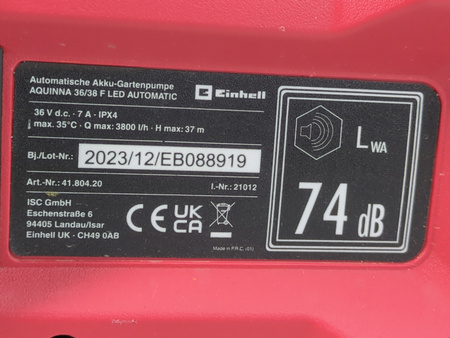 Automatische Akku-Gartenpumpe
AQUINNA 36/38 F LED AUTOMATIC
Einhell
36 V d.c. · 7 A · IPX4
max. 35°C · Q max: 3800 l/h · H max: 37 m
Bj./Lot-Nr.: 2023/12/EB088919
Art.-Nr.: 41.804.20 I.-Nr.: 21012
ISC GmbH
Eschenstraße 6
94405 Landau/Isar
Einhell UK · CH49 0AB
CE UK CA
Made in P.R.C.
LWA
74 dB